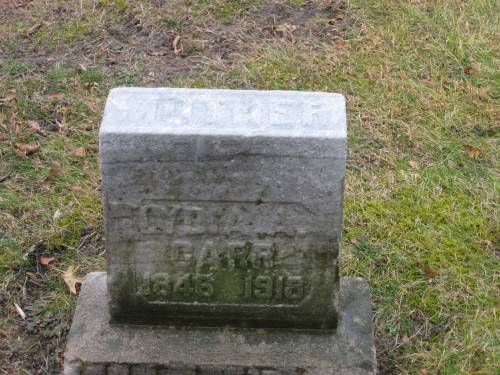 MOTHER
LYDIA A.
CARR
1846 1918